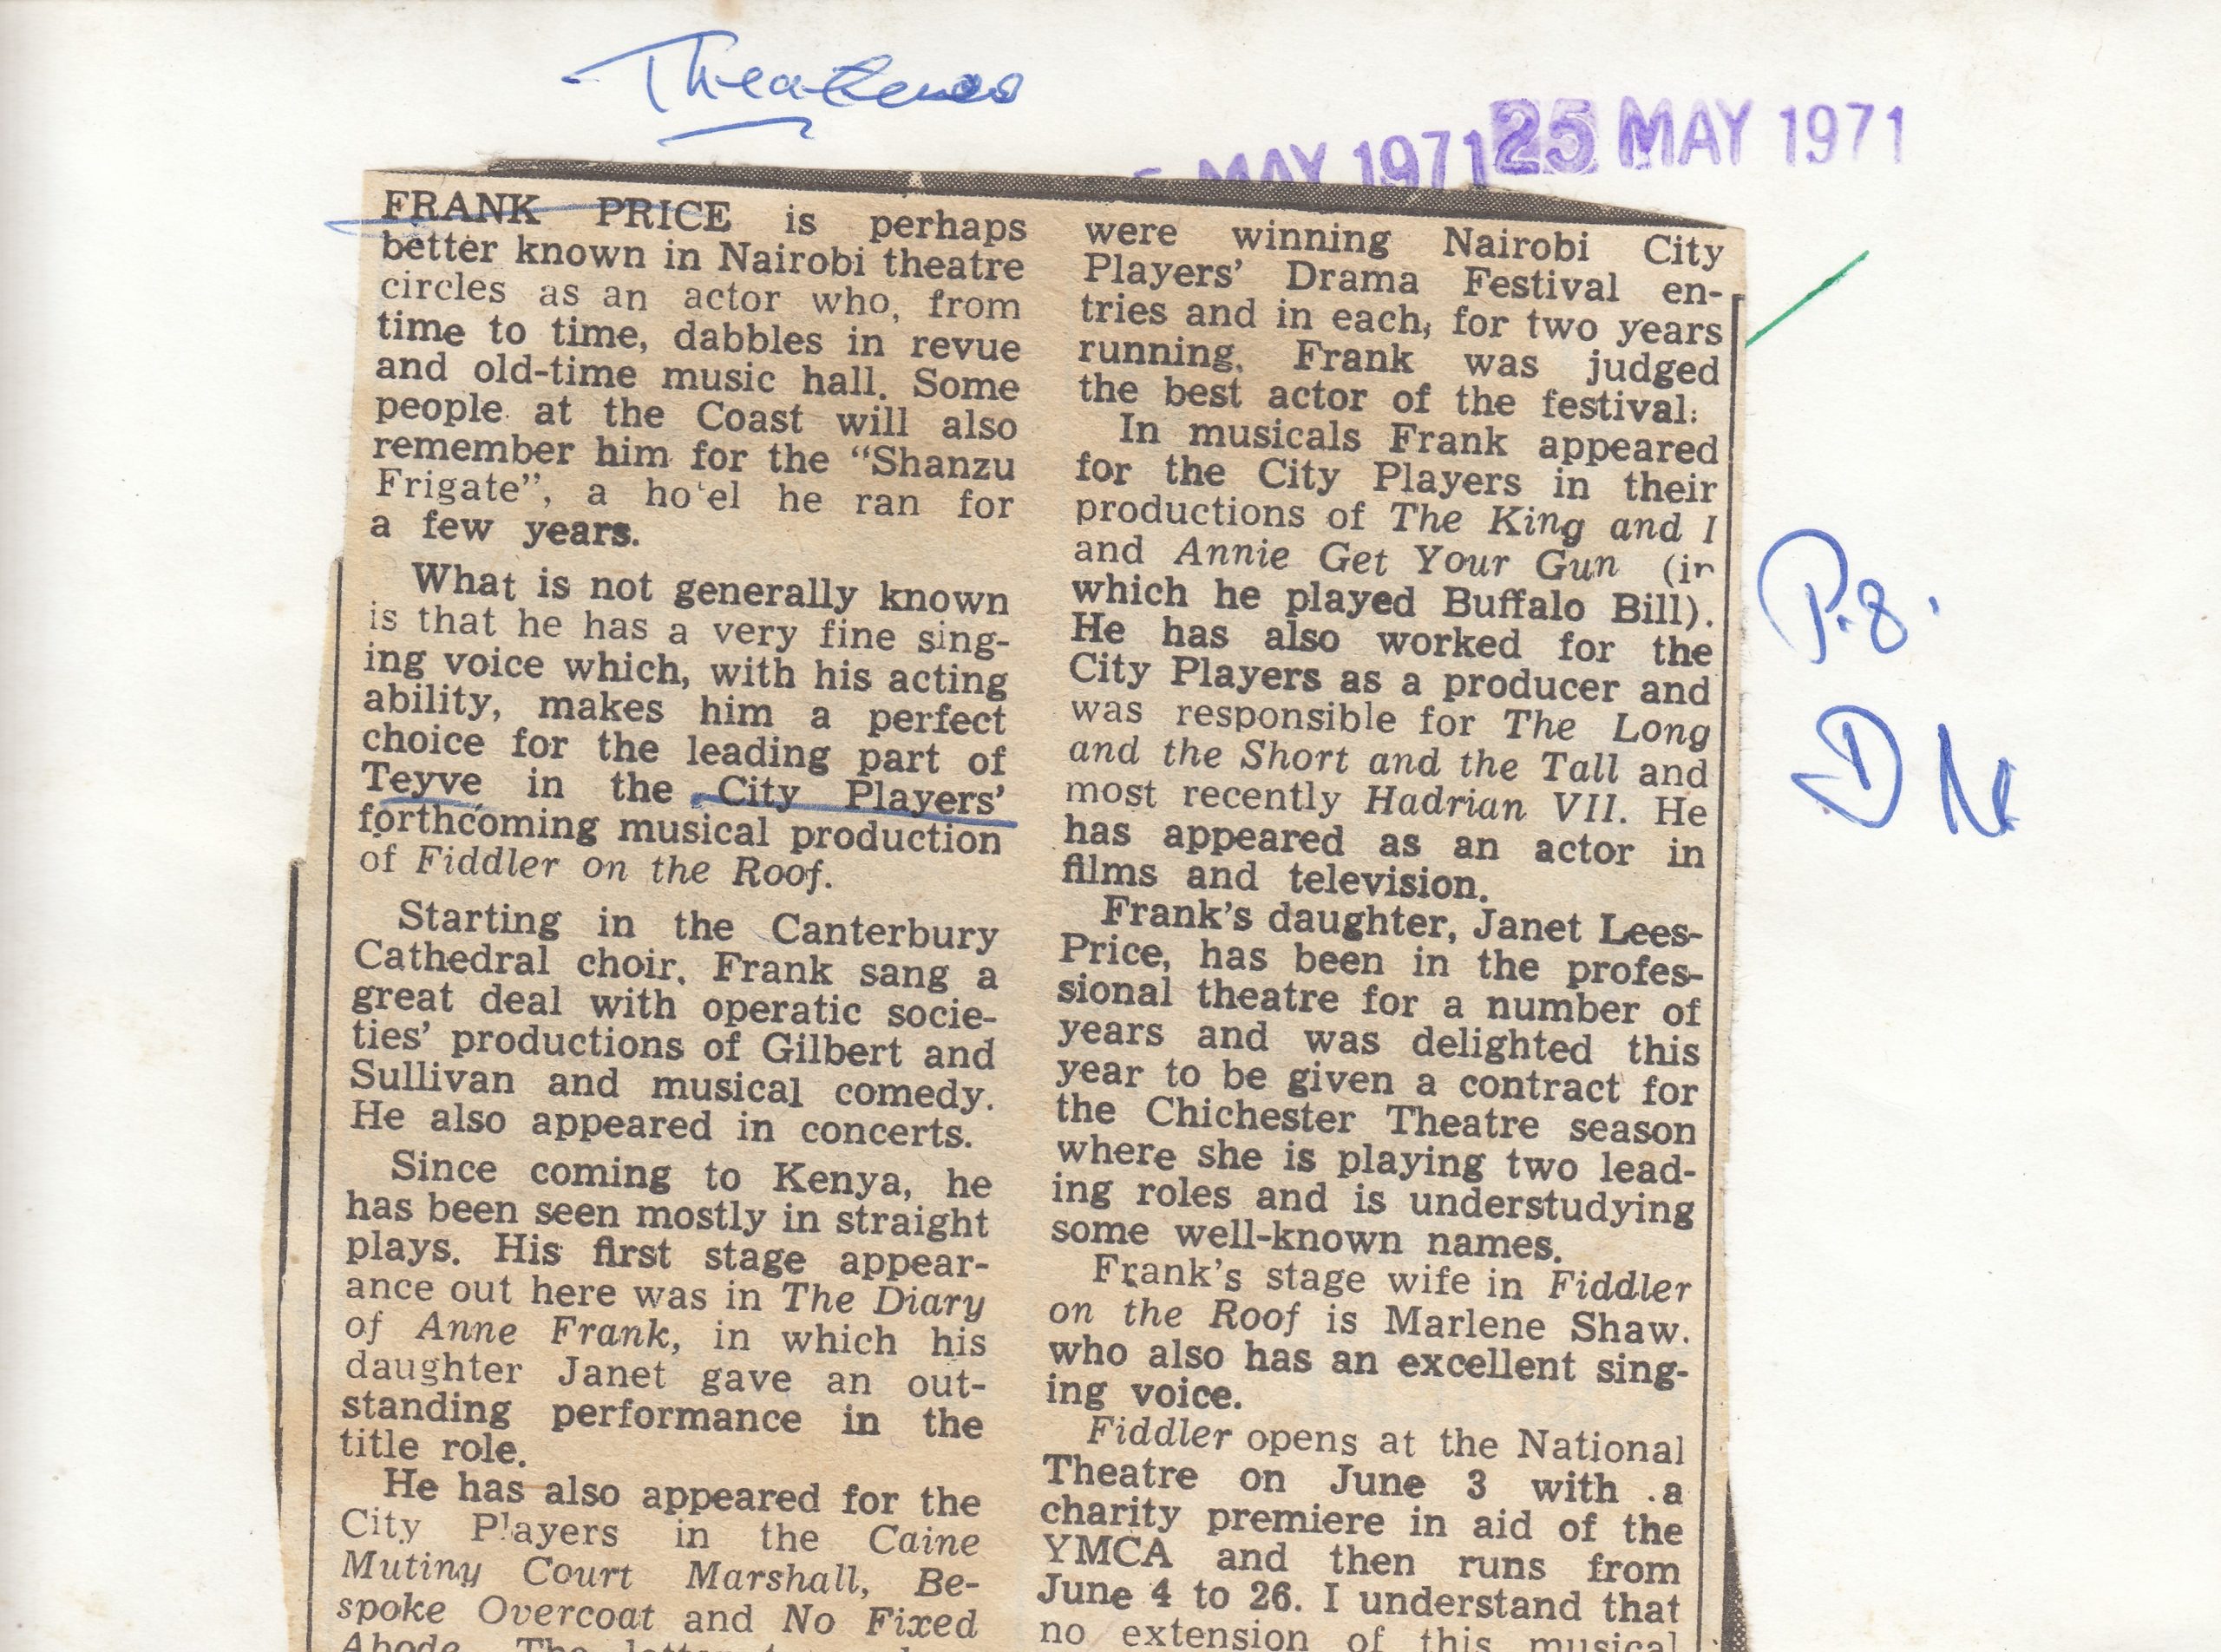 25 MAY 1971
MAY 1971
FRANK PRICE is perhaps
better known in Nairobi theatre
circles as an actor who, from
time to time, dabbles in revue
and old-time music hall. Some
people at the Coast will also
remember him for the “Shanzu
Frigate”, a ho'el he ran for
a few years.
What is not generally known
is that he has a very fine sing-
ing voice which, with his acting
ability, makes him a perfect
choice for the leading part of
Teyve in the City Players’
forthcoming musical production
of Fiddler on the Roof.
Starting in the Canterbury
Cathedral choir, Frank sang a
great deal with operatic socie-
ties’ productions of Gilbert and
Sullivan and musical comedy.
He also appeared in concerts.
Since coming to Kenya, he
has been seen mostly in straight
plays. His first stage appear-
ance out here was in The Diary
of Anne Frank, in which his
daughter Janet gave an out-
standing performance in the
title role.
He has also appeared for the
City Players in the Caine
Mutiny Court Marshall, Be-
spoke Overcoat and No Fixed
Abode. The
were winning Nairobi City
Players’ Drama Festival en-
tries and in each, for two years
running, Frank was judged
the best actor of the festival.
In musicals Frank appeared
for the City Players in their
productions of The King and I
and Annie Get Your Gun (in
which he played Buffalo Bill).
He has also worked for the
City Players as a producer and
was responsible for The Long
and the Short and the Tall and
most recently Hadrian VII. He
has appeared as an actor in
films and television.
Frank’s daughter, Janet Lees-
Price, has been in the profes-
sional theatre for a number of
years and was delighted this
year to be given a contract for
the Chichester Theatre season
where she is playing two lead-
ing roles and is understudying
some well-known names.
Frank’s stage wife in Fiddler
on the Roof is Marlene Shaw,
who also has an excellent sing-
ing voice.
Fiddler opens at the National
Theatre on June 3 with a
charity premiere in aid of the
YMCA and then runs from
June 4 to 26. I understand that
no extension of this musical
P.8.
DN